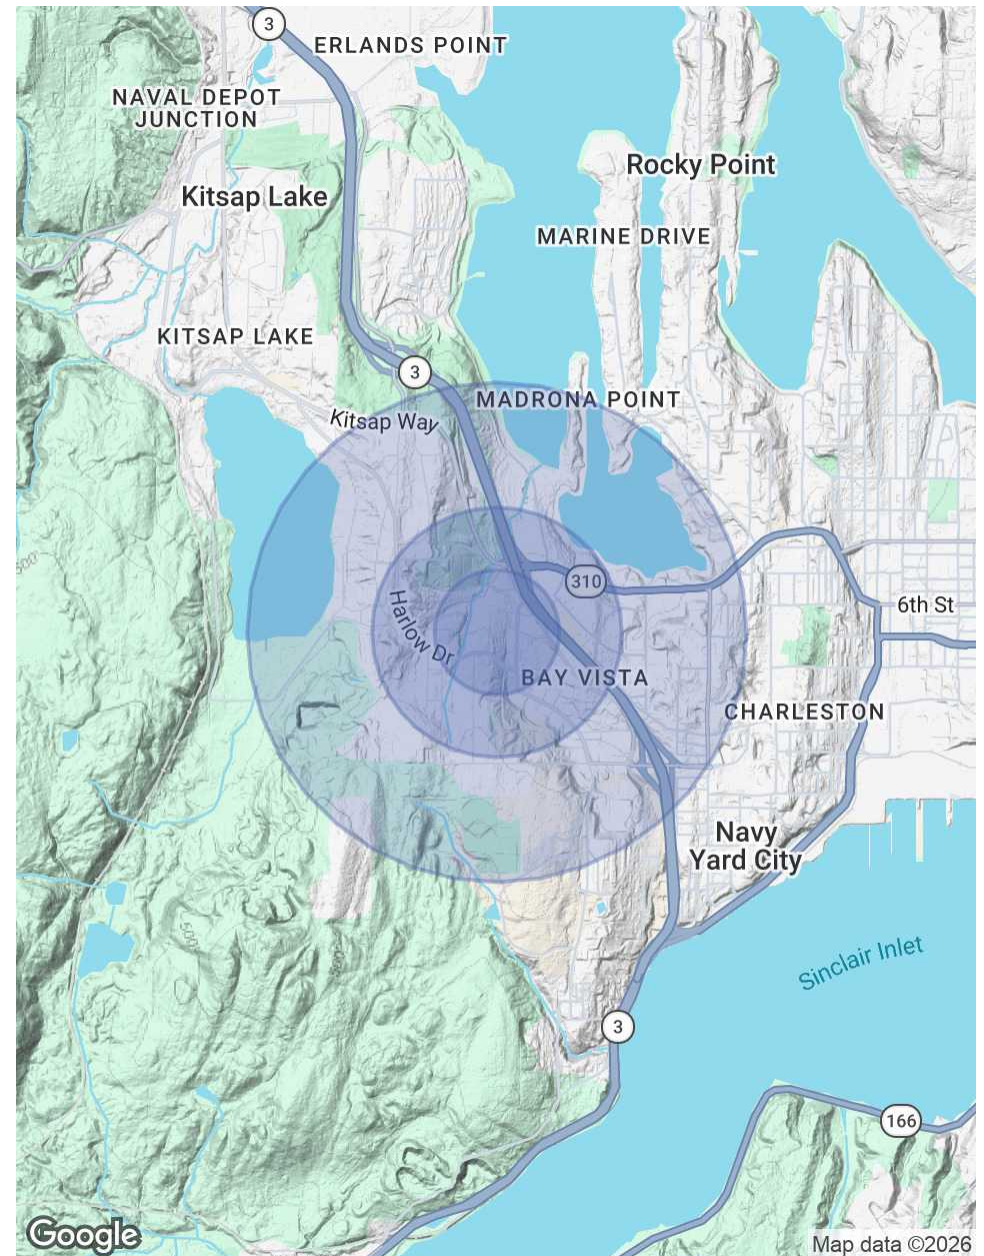 3
ERLANDS POINT
NAVAL DEPOT
JUNCTION
Rocky Point
Kitsap Lake
MARINE DRIVE
KITSAP LAKE
3
MADRONA POINT
Kitsap Way
500'
310
Harlow Dr
6th St
BAY VISTA
CHARLESTON
Navy
Yard City
500'
Sinclair Inlet
3
166
Google
Map data ©2026